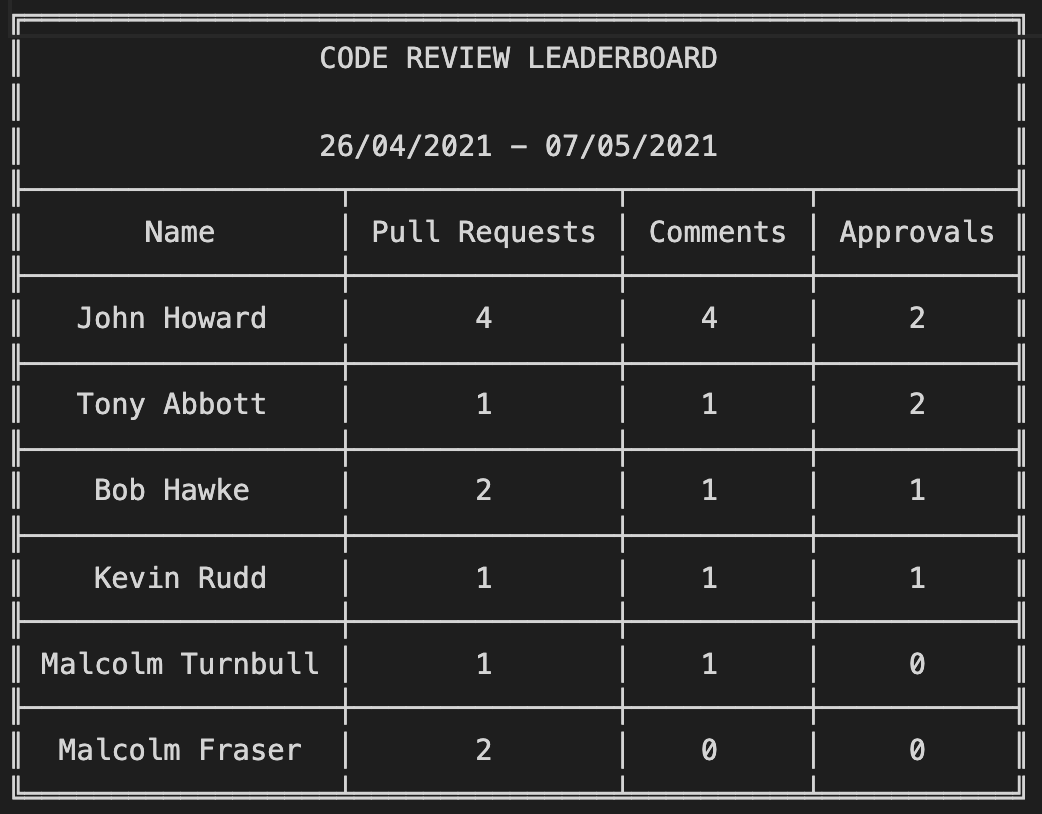 CODE REVIEW LEADERBOARD
26/04/2021 – 07/05/2021
Name Pull Requests Comments Approvals
John Howard 4 4 2
Tony Abbott 1 1 2
Bob Hawke 2 1 1
Kevin Rudd 1 1 1
Malcolm Turnbull 1 1 0
Malcolm Fraser 2 0 0